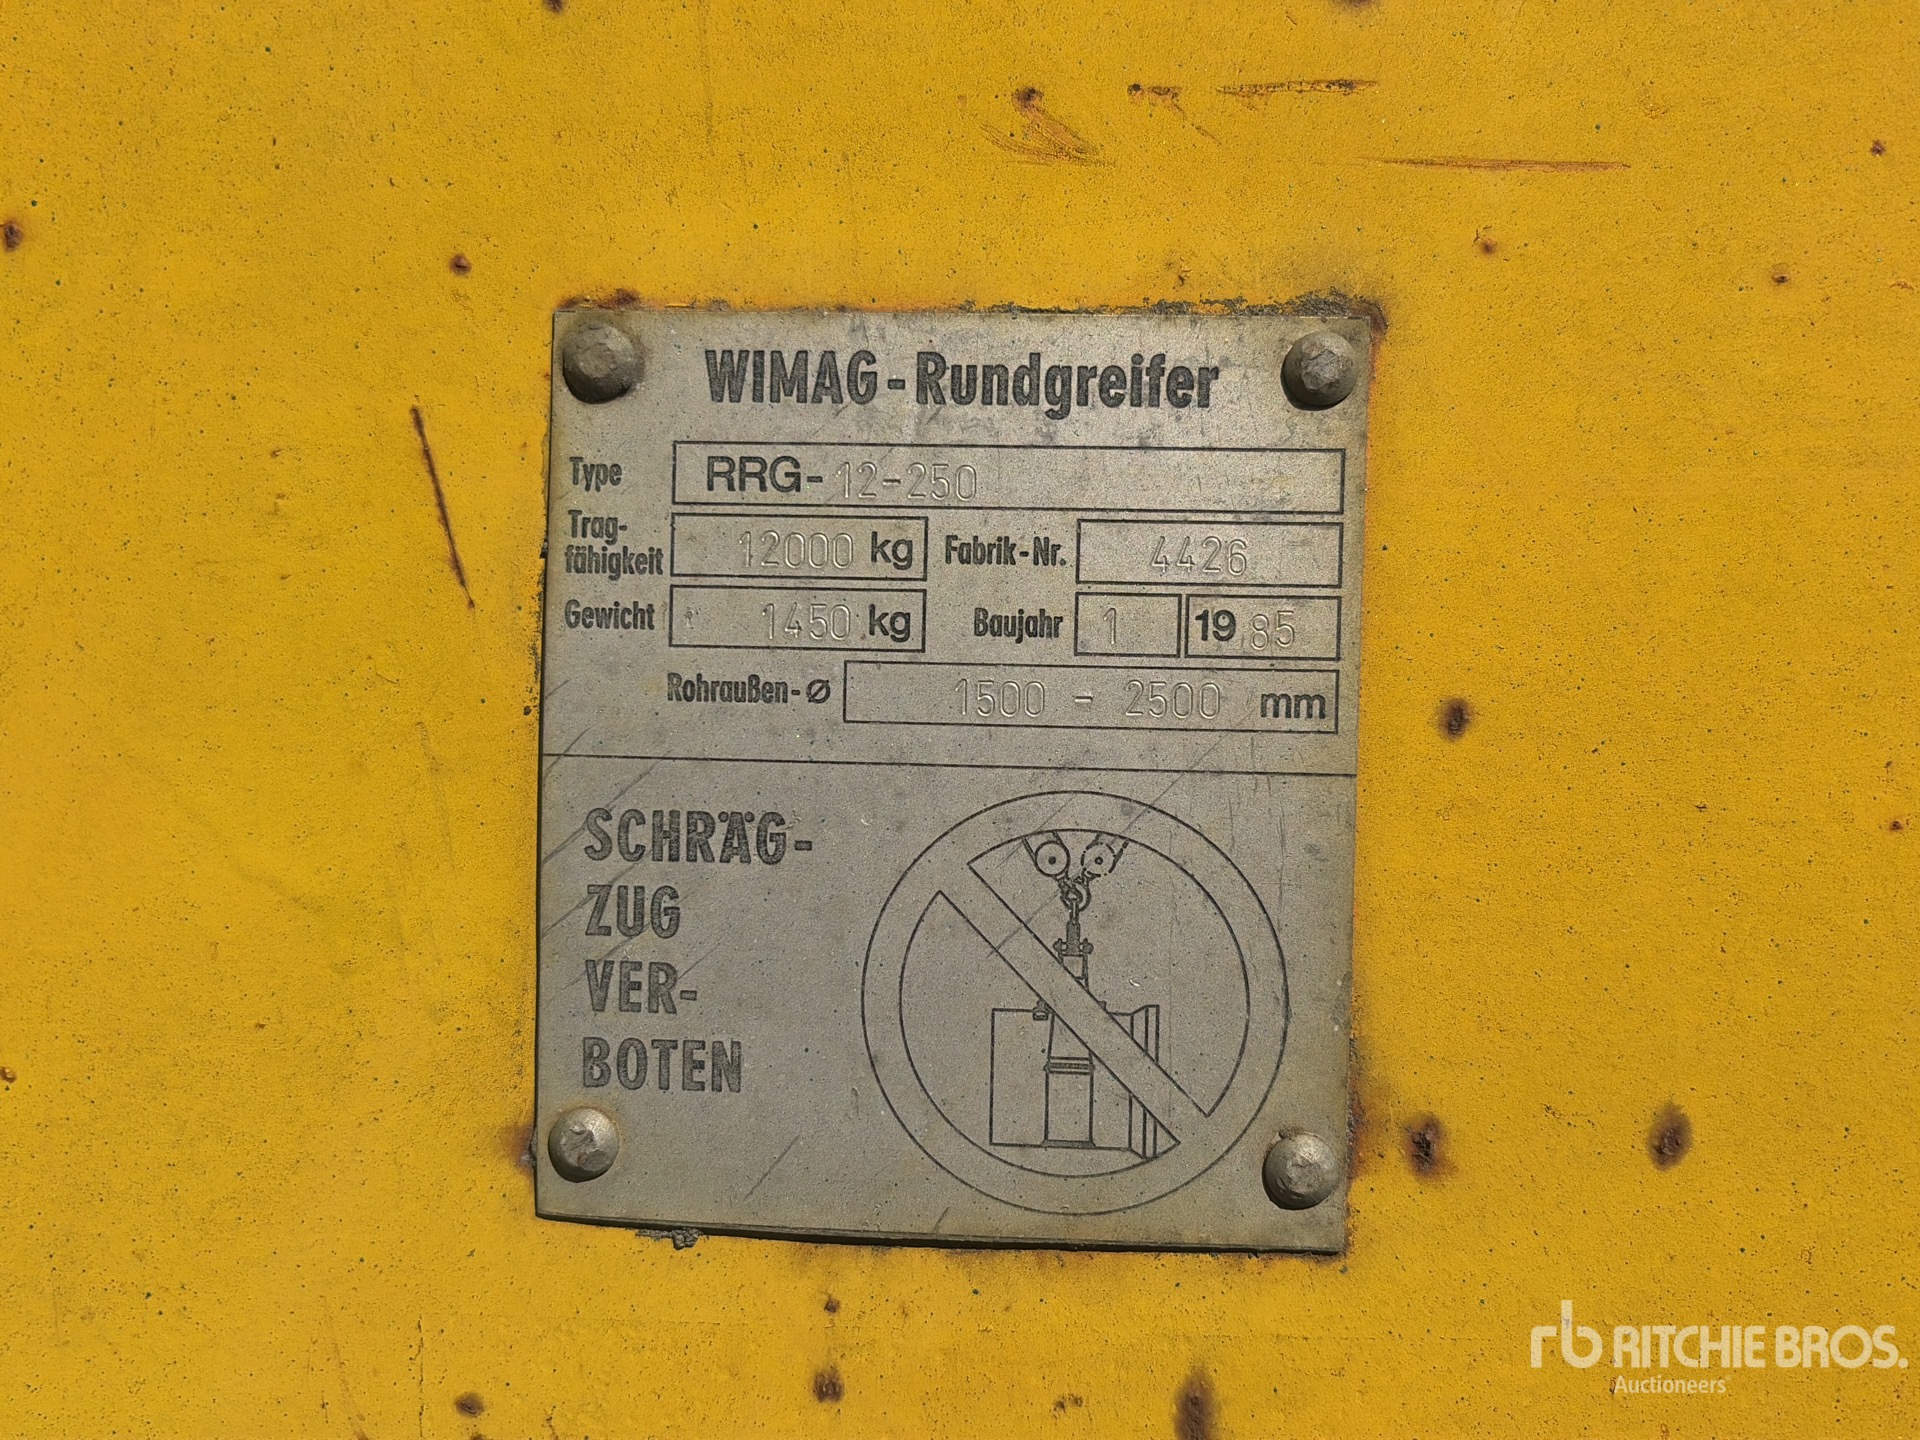 WIMAG-Rundgreifer
Type RRG-12-250
Trag-
fähigkeit 12000 kg Fabrik-Nr. 4426
Gewicht 1450 kg Baujahr 1 1985
Rohraußen-Ø 1500 - 2500 mm
SCHRÄG-
ZUG
VER-
BOTEN
rb RITCHIE BROS.
Auctioneers